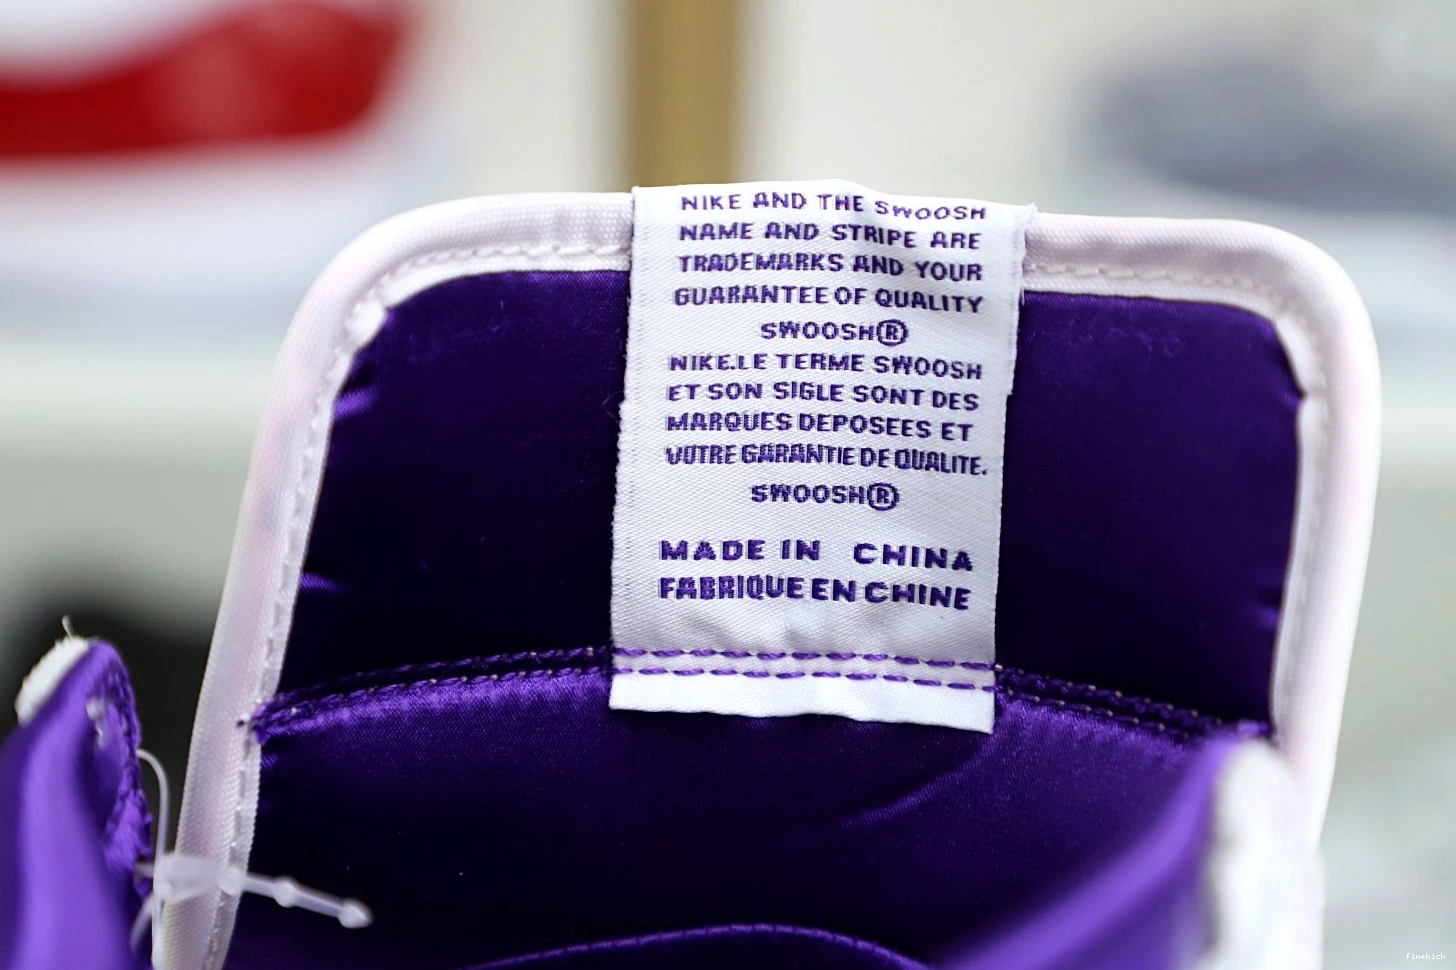 NIKE AND THE SWOOSH
NAME AND STRIPE ARE
TRADEMARKS AND YOUR
GUARANTEE OF QUALITY
SWOOSH®
NIKE.LE TERME SWOOSH
ET SON SIGLE SONT DES
MARQUES DEPOSEES ET
VOTRE GARANTIE DE QUALITE.
SWOOSH®
MADE IN CHINA
FABRIQUE EN CHINE
finekick